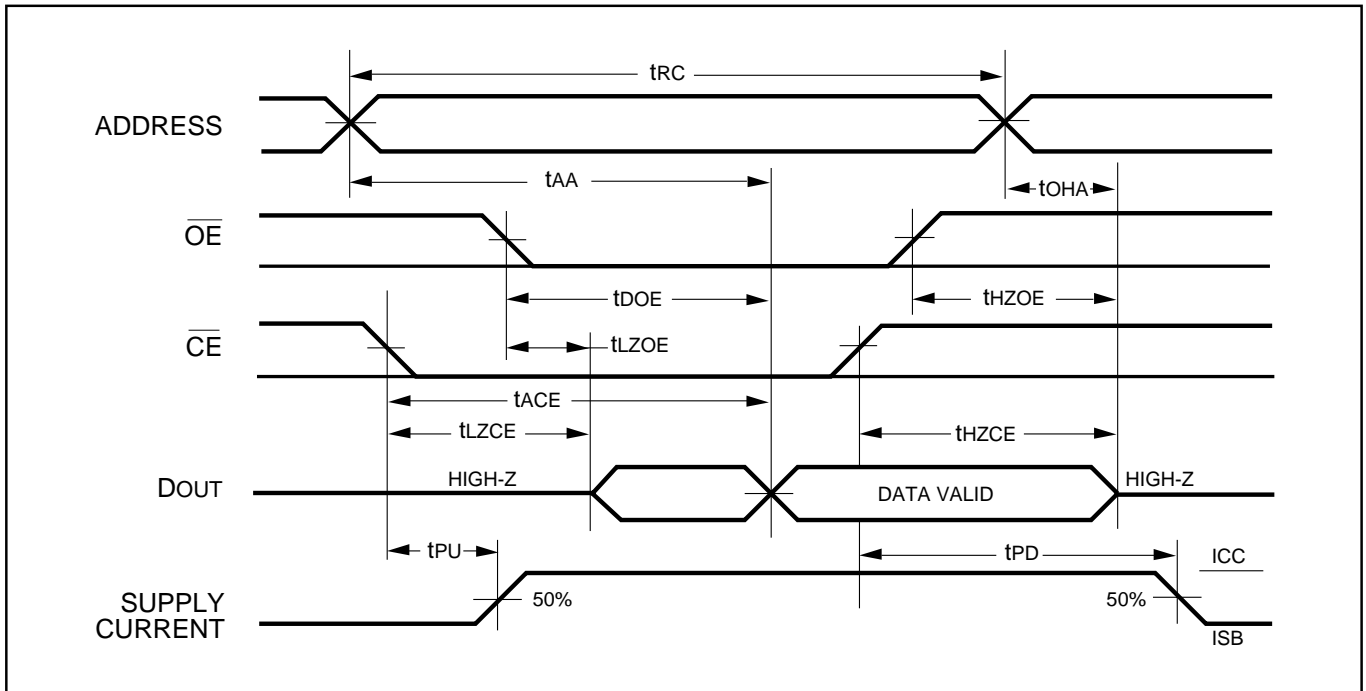 tRC
ADDRESS
tAA
tOHA
OE
tDOE
tHZOE
CE
tLZOE
tACE
tLZCE
tHZCE
DOUT
HIGH-Z
DATA VALID
HIGH-Z
tPU
tPD
ICC
SUPPLY
CURRENT
50%
50%
ISB